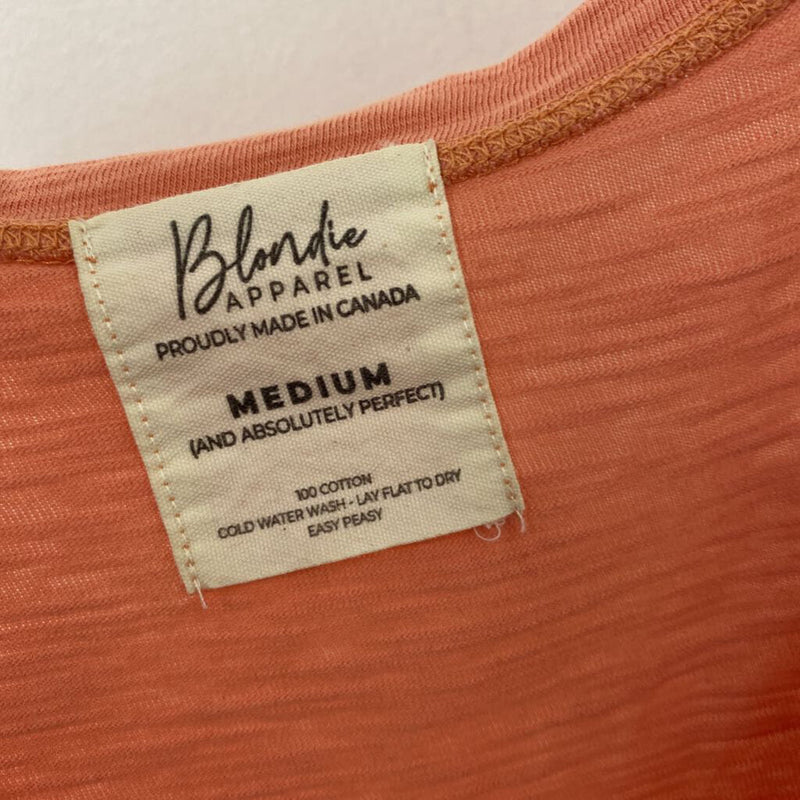 Blondie
APPAREL
PROUDLY MADE IN CANADA
MEDIUM
(AND ABSOLUTELY PERFECT)
100 COTTON
COLD WATER WASH - LAY FLAT TO DRY
EASY PEASY